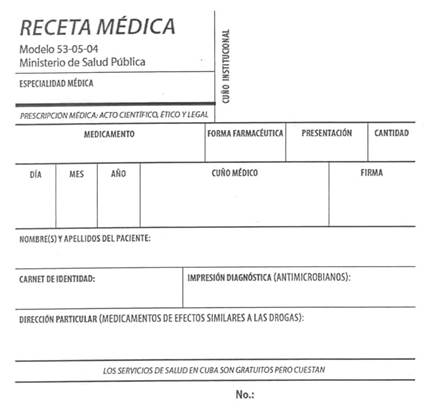 RECETA MÉDICA
Modelo 53-05-04
Ministerio de Salud Pública
ESPECIALIDAD MÉDICA
CUÑO INSTITUCIONAL
PRESCRIPCIÓN MÉDICA: ACTO CIENTÍFICO, ÉTICO Y LEGAL
MEDICAMENTO FORMA FARMACÉUTICA PRESENTACIÓN CANTIDAD
DÍA MES AÑO CUÑO MÉDICO FIRMA
NOMBRE(S) Y APELLIDOS DEL PACIENTE:
CARNET DE IDENTIDAD: IMPRESIÓN DIAGNÓSTICA (ANTIMICROBIANOS):
DIRECCIÓN PARTICULAR (MEDICAMENTOS DE EFECTOS SIMILARES A LAS DROGAS):
LOS SERVICIOS DE SALUD EN CUBA SON GRATUITOS PERO CUESTAN
No.: